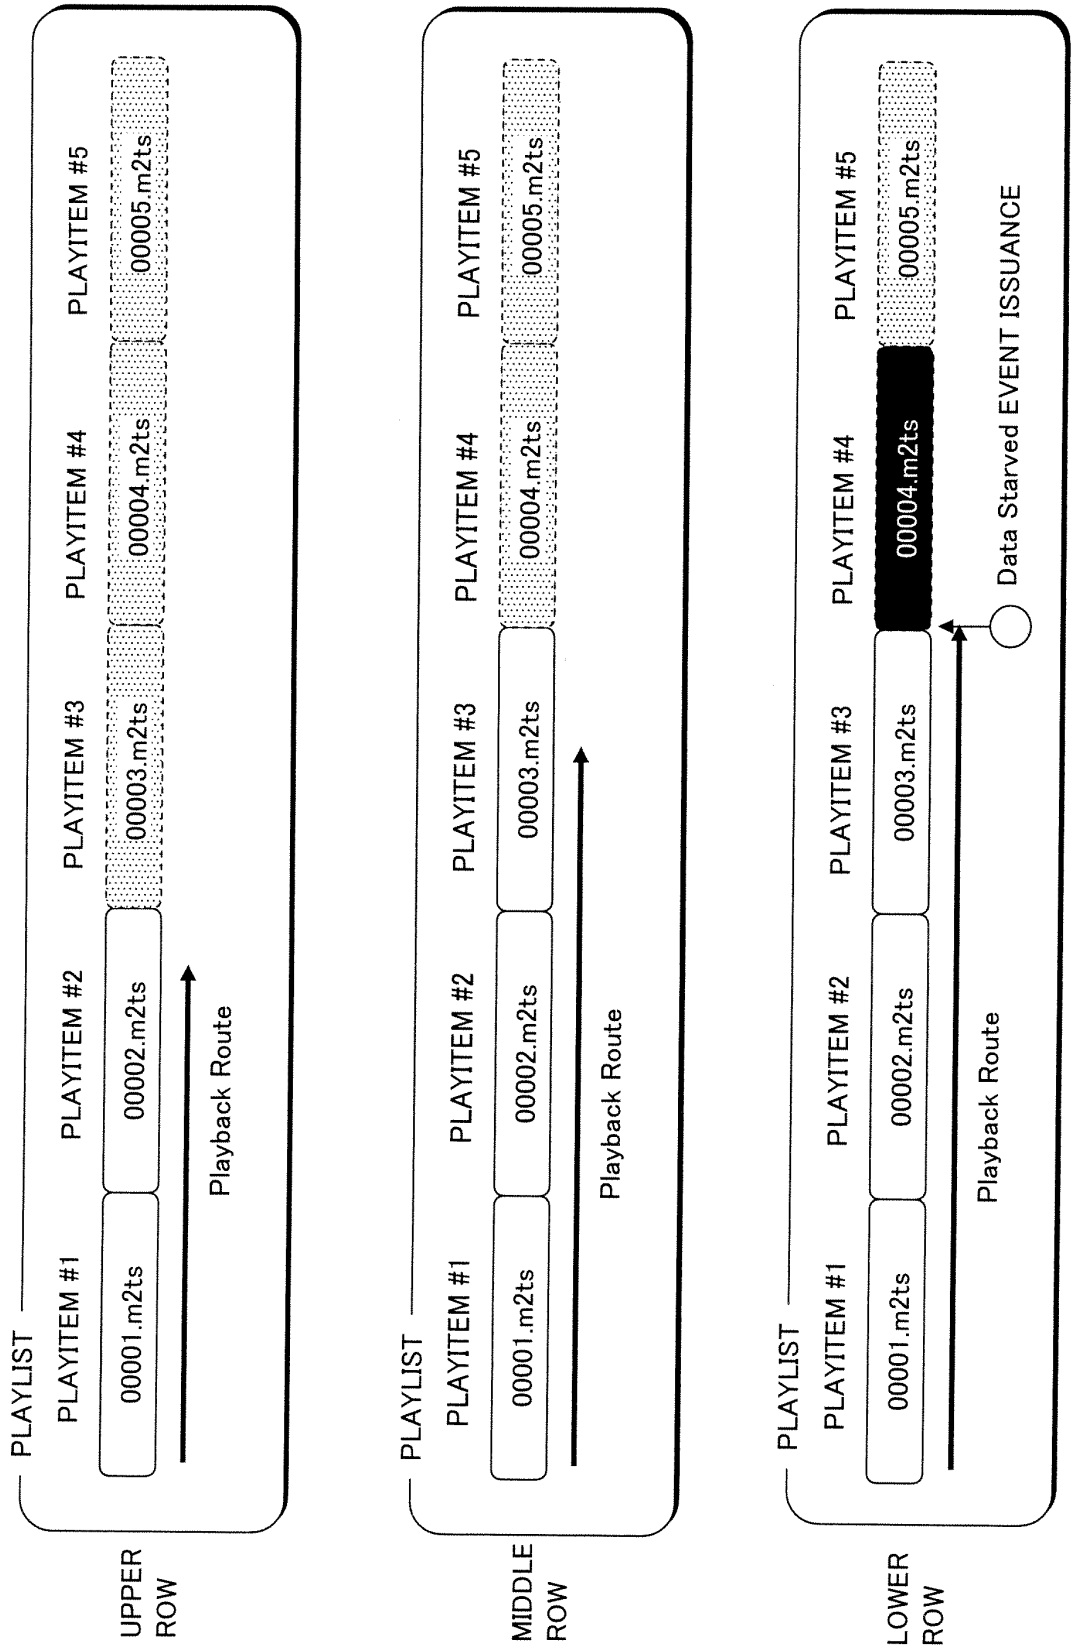 UPPER
ROW
PLAYLIST
PLAYITEM #1
PLAYITEM #2
PLAYITEM #3
PLAYITEM #4
PLAYITEM #5
00001.m2ts
00002.m2ts
00003.m2ts
00004.m2ts
00005.m2ts
Playback Route
MIDDLE
ROW
PLAYLIST
PLAYITEM #1
PLAYITEM #2
PLAYITEM #3
PLAYITEM #4
PLAYITEM #5
00001.m2ts
00002.m2ts
00003.m2ts
00004.m2ts
00005.m2ts
Playback Route
LOWER
ROW
PLAYLIST
PLAYITEM #1
PLAYITEM #2
PLAYITEM #3
PLAYITEM #4
PLAYITEM #5
00001.m2ts
00002.m2ts
00003.m2ts
00004.m2ts
00005.m2ts
Playback Route
Data Starved EVENT ISSUANCE